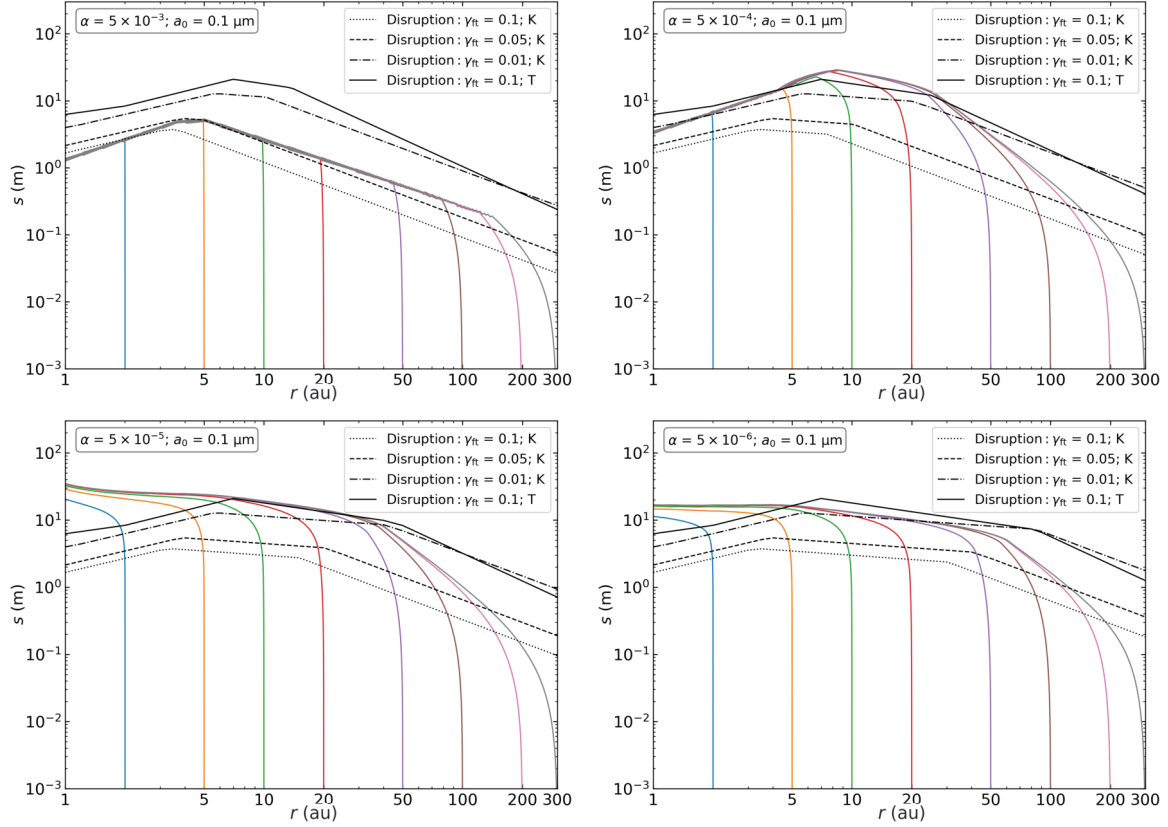 α = 5 × 10⁻³; a₀ = 0.1 µm
Disruption : γft = 0.1; K
Disruption : γft = 0.05; K
Disruption : γft = 0.01; K
Disruption : γft = 0.1; T
10²
10¹
10⁰
10⁻¹
10⁻²
10⁻³
s (m)
1 5 10 20 50 100 200 300
r (au)
α = 5 × 10⁻⁴; a₀ = 0.1 µm
Disruption : γft = 0.1; K
Disruption : γft = 0.05; K
Disruption : γft = 0.01; K
Disruption : γft = 0.1; T
10²
10¹
10⁰
10⁻¹
10⁻²
10⁻³
s (m)
1 5 10 20 50 100 200 300
r (au)
α = 5 × 10⁻⁵; a₀ = 0.1 µm
Disruption : γft = 0.1; K
Disruption : γft = 0.05; K
Disruption : γft = 0.01; K
Disruption : γft = 0.1; T
10²
10¹
10⁰
10⁻¹
10⁻²
10⁻³
s (m)
1 5 10 20 50 100 200 300
r (au)
α = 5 × 10⁻⁶; a₀ = 0.1 µm
Disruption : γft = 0.1; K
Disruption : γft = 0.05; K
Disruption : γft = 0.01; K
Disruption : γft = 0.1; T
10²
10¹
10⁰
10⁻¹
10⁻²
10⁻³
s (m)
1 5 10 20 50 100 200 300
r (au)